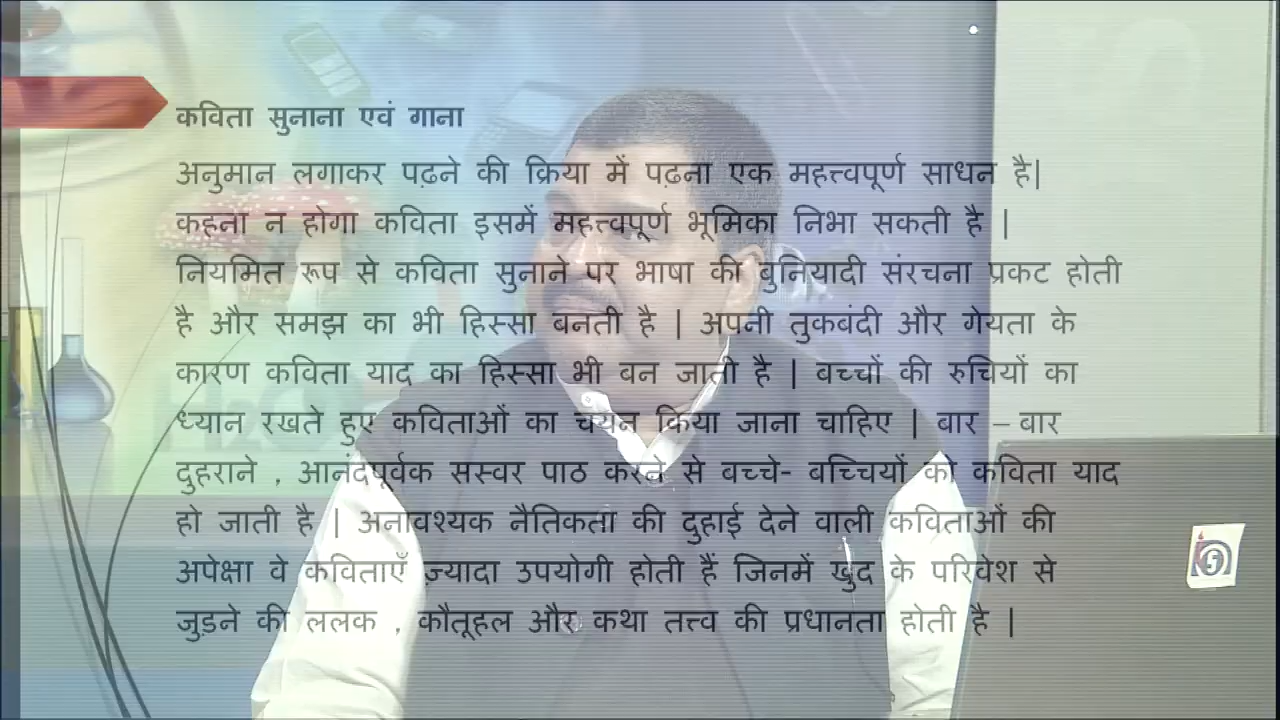 कविता सुनाना एवं गाना
अनुमान लगाकर पढ़ने की क्रिया में पढ़ना एक महत्त्वपूर्ण साधन है|
कहना न होगा कविता इसमें महत्त्वपूर्ण भूमिका निभा सकती है |
नियमित रूप से कविता सुनाने पर भाषा की बुनियादी संरचना प्रकट होती
है और समझ का भी हिस्सा बनती है | अपनी तुकबंदी और गेयता के
कारण कविता याद का हिस्सा भी बन जाती है | बच्चों की रुचियों का
ध्यान रखते हुए कविताओं का चयन किया जाना चाहिए | बार – बार
दुहराने , आनंदपूर्वक सस्वर पाठ करने से बच्चे- बच्चियों को कविता याद
हो जाती है | अनावश्यक नैतिकता की दुहाई देने वाली कविताओं की
अपेक्षा वे कविताएँ ज़्यादा उपयोगी होती हैं जिनमें खुद के परिवेश से
जुड़ने की ललक , कौतूहल और कथा तत्त्व की प्रधानता होती है |
H₂O